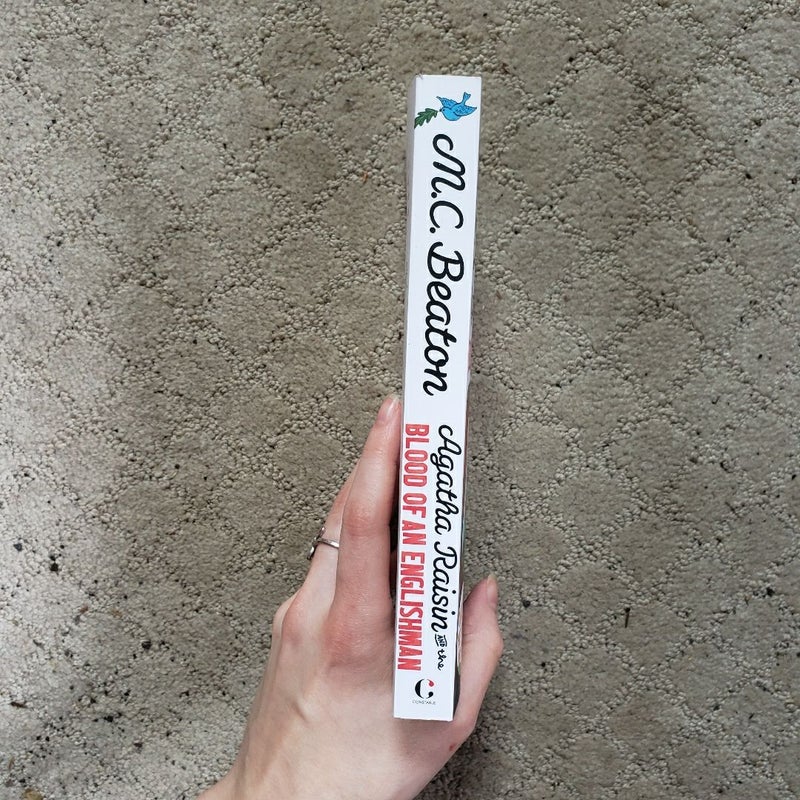 M.C. Beaton
Agatha Raisin AND the
BLOOD OF AN ENGLISHMAN
CONSTABLE